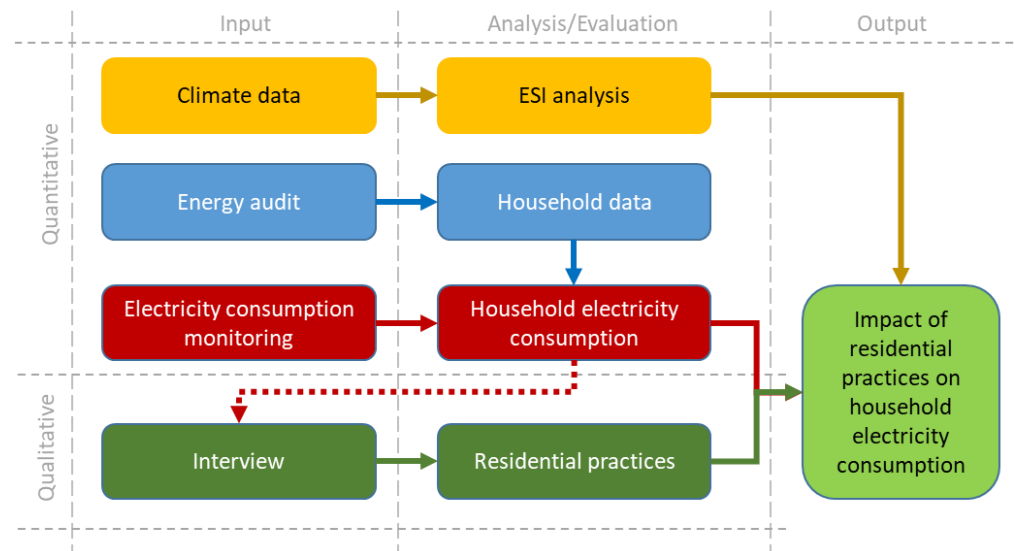 Input
Analysis/Evaluation
Output
Quantitative
Climate data
ESI analysis
Energy audit
Household data
Electricity consumption
monitoring
Household electricity
consumption
Impact of
residential
practices on
household
electricity
consumption
Qualitative
Interview
Residential practices